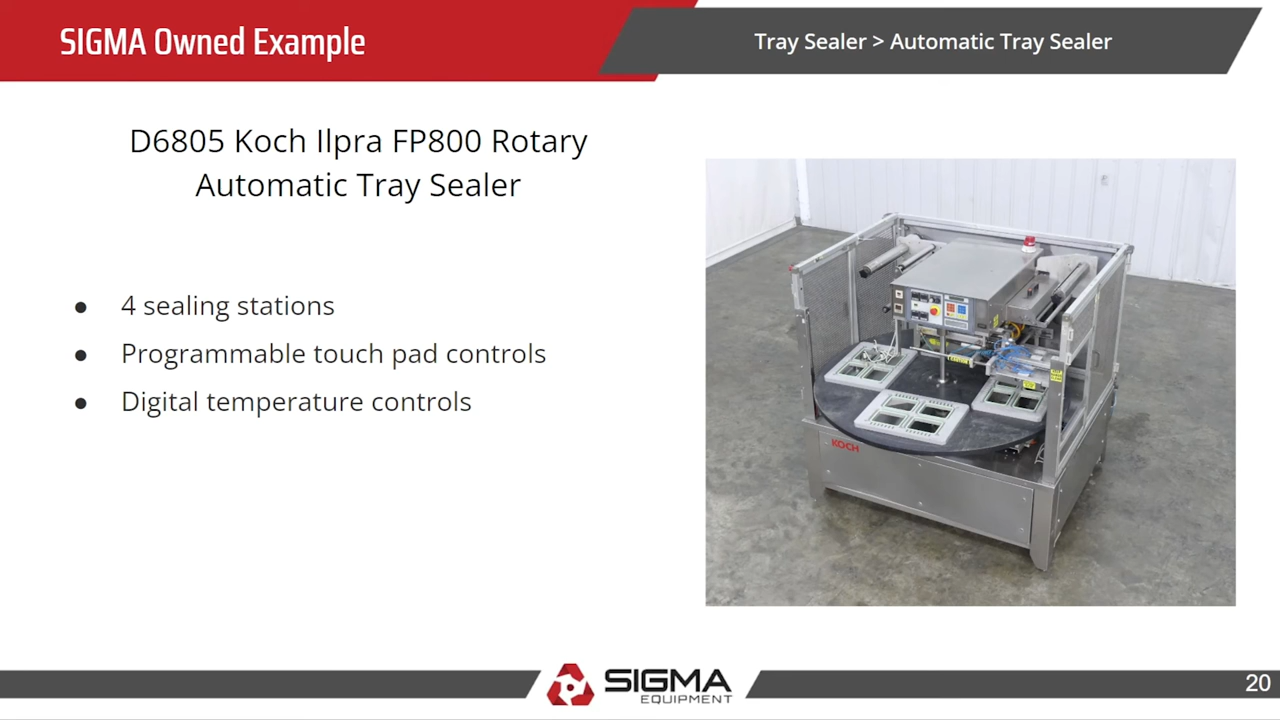 SIGMA Owned Example
Tray Sealer > Automatic Tray Sealer
D6805 Koch Ilpra FP800 Rotary
Automatic Tray Sealer
● 4 sealing stations
● Programmable touch pad controls
● Digital temperature controls
KOCH
SIGMA
EQUIPMENT
20